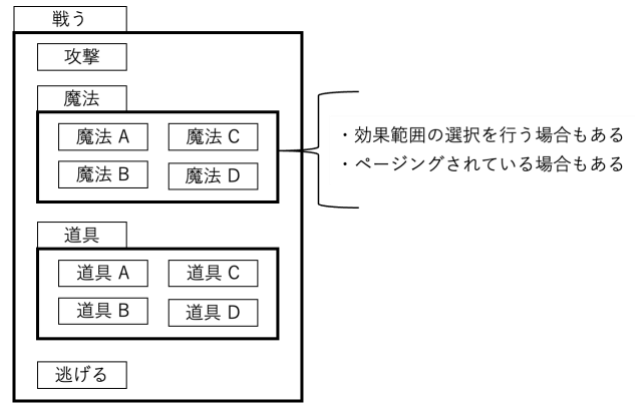 戦う
攻撃
魔法
魔法 A
魔法 C
魔法 B
魔法 D
・効果範囲の選択を行う場合もある
・ページングされている場合もある
道具
道具 A
道具 C
道具 B
道具 D
逃げる